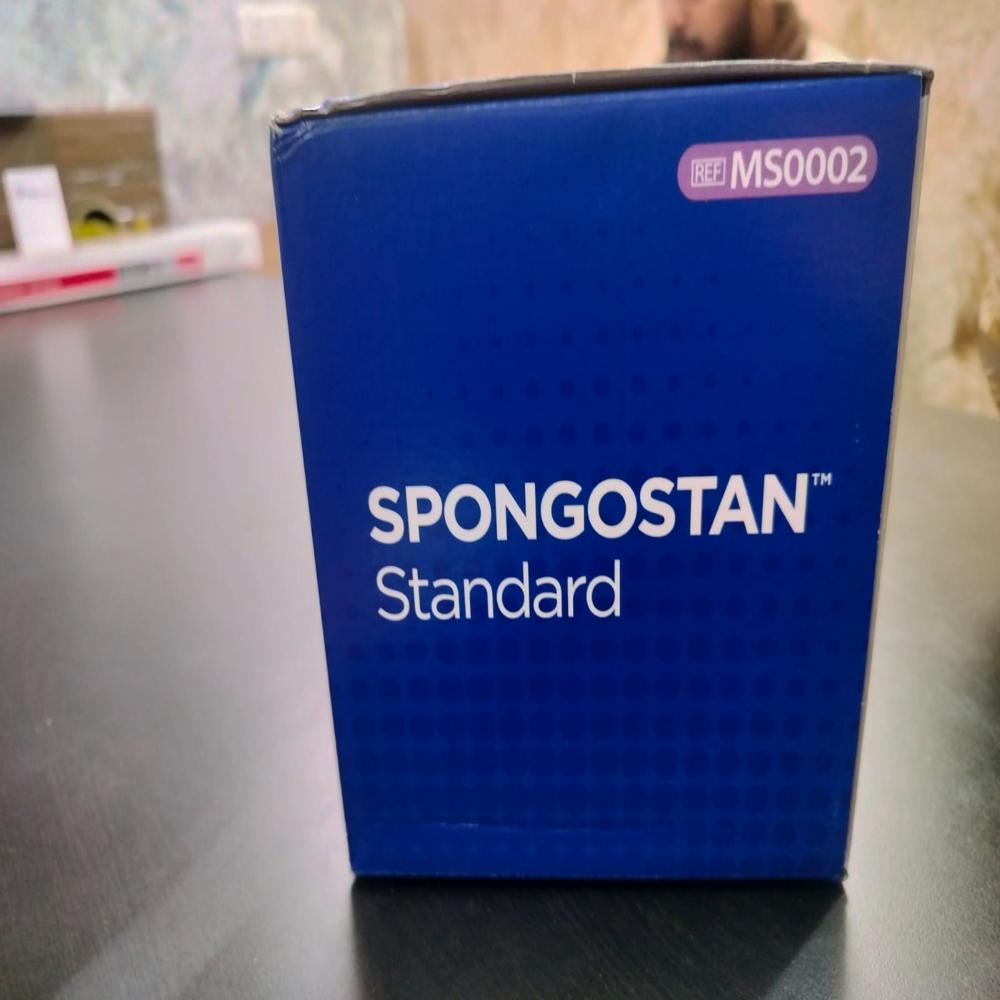 REF MS0002
SPONGOSTAN™
Standard